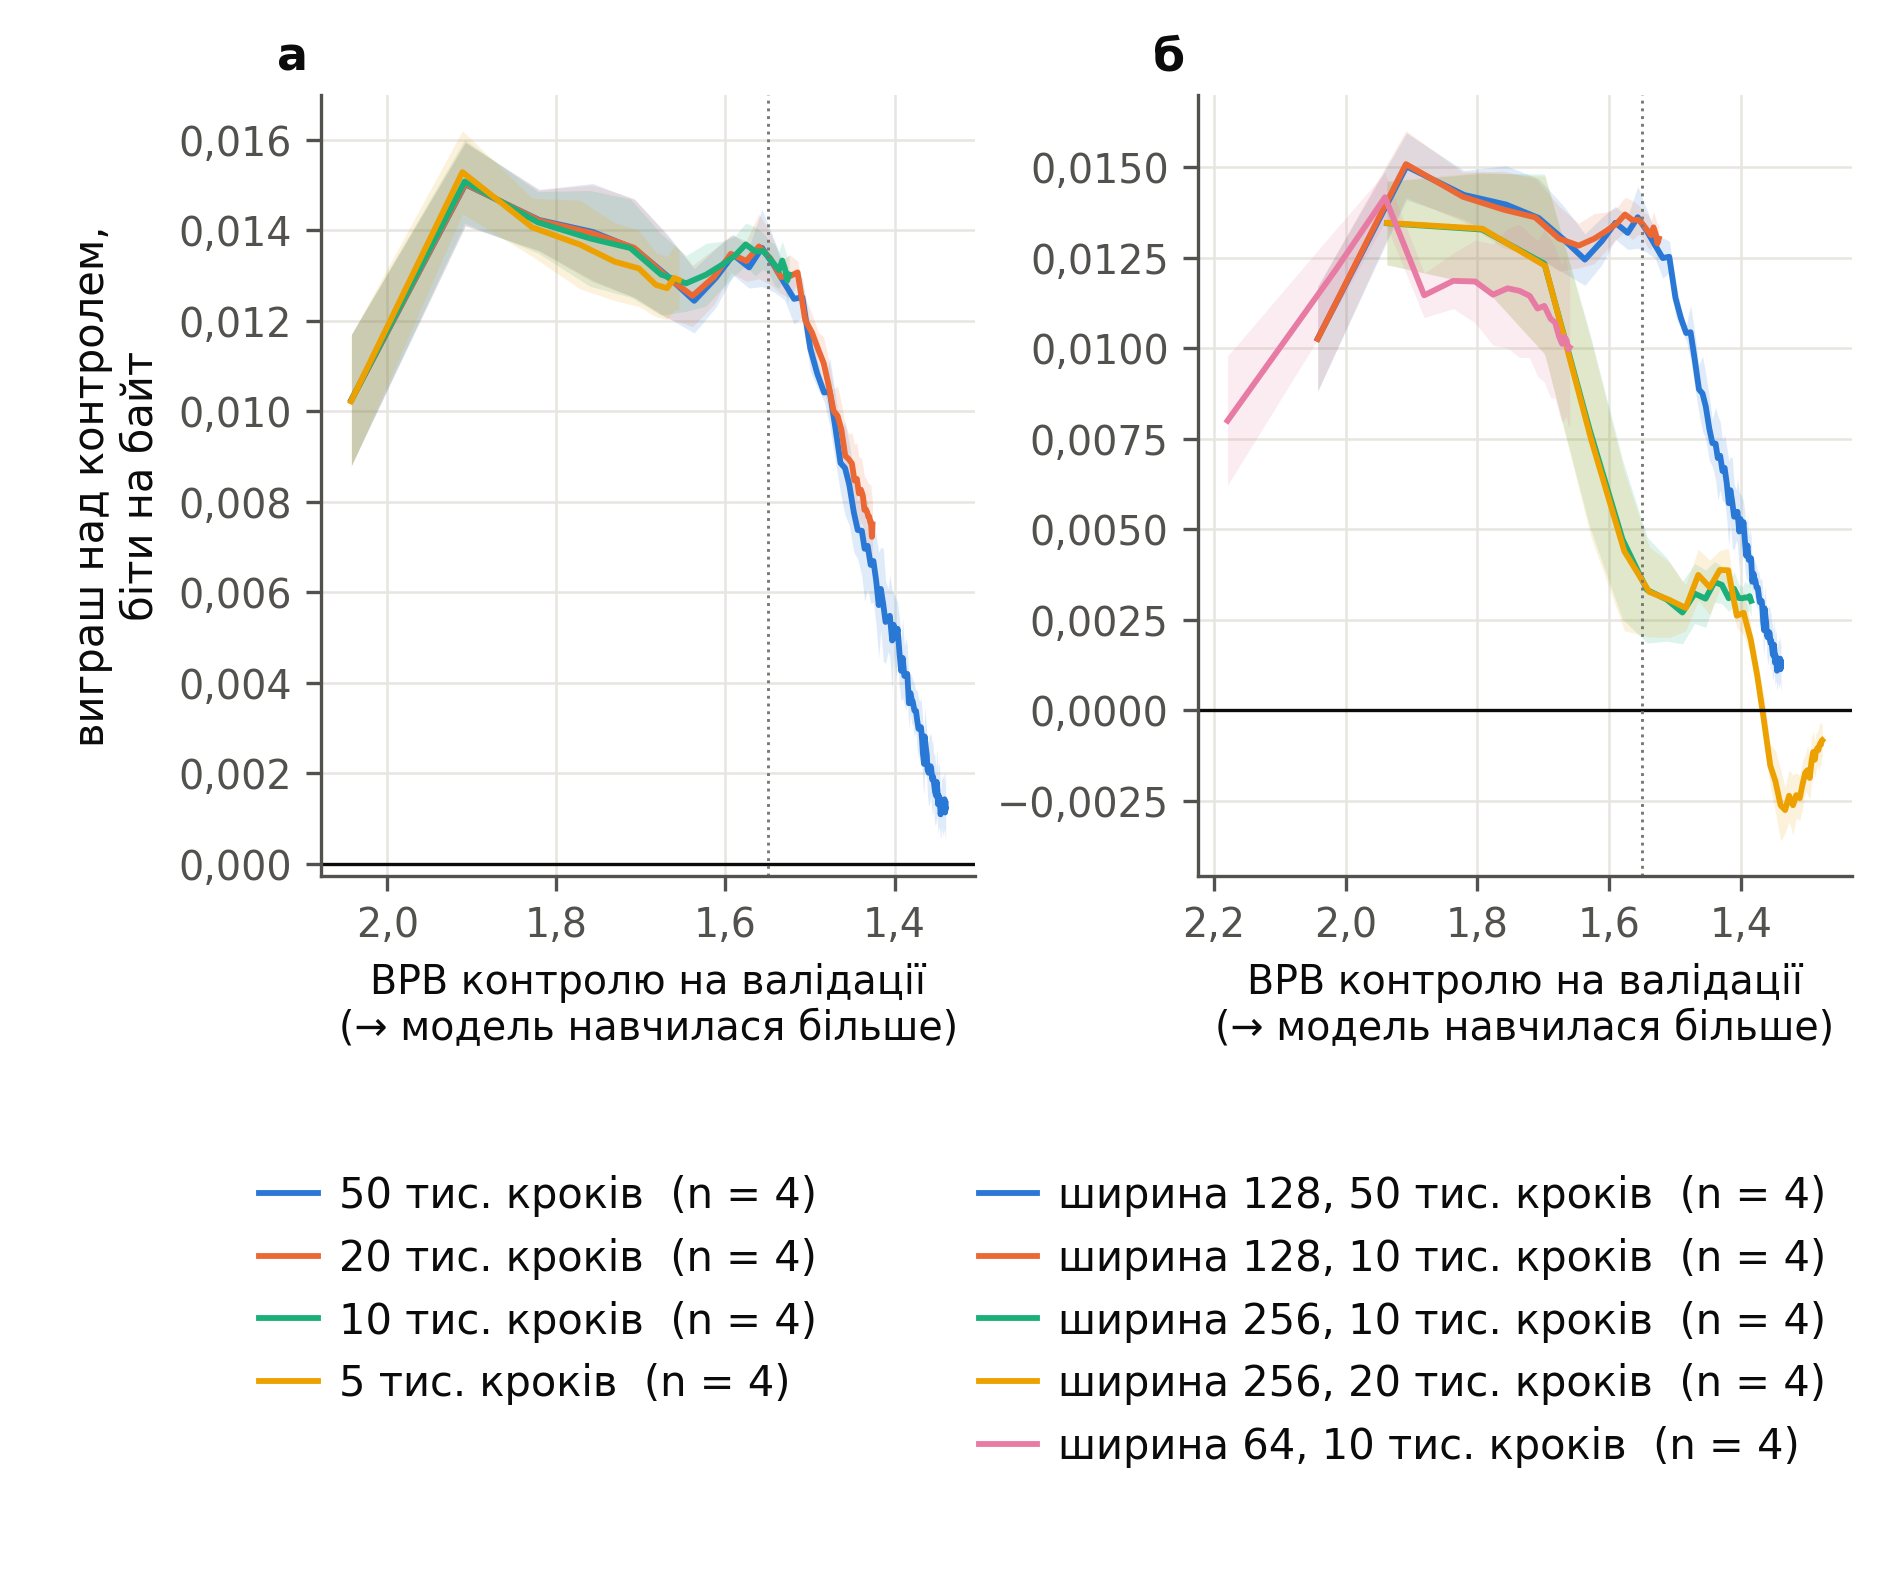 а
б
виграш над контролем,
біти на байт
0,016
0,014
0,012
0,010
0,008
0,006
0,004
0,002
0,000
2,0
1,8
1,6
1,4
BPB контролю на валідації
(→ модель навчилася більше)
0,0150
0,0125
0,0100
0,0075
0,0050
0,0025
0,0000
−0,0025
2,2
2,0
1,8
1,6
1,4
BPB контролю на валідації
(→ модель навчилася більше)
50 тис. кроків (n = 4)
20 тис. кроків (n = 4)
10 тис. кроків (n = 4)
5 тис. кроків (n = 4)
ширина 128, 50 тис. кроків (n = 4)
ширина 128, 10 тис. кроків (n = 4)
ширина 256, 10 тис. кроків (n = 4)
ширина 256, 20 тис. кроків (n = 4)
ширина 64, 10 тис. кроків (n = 4)